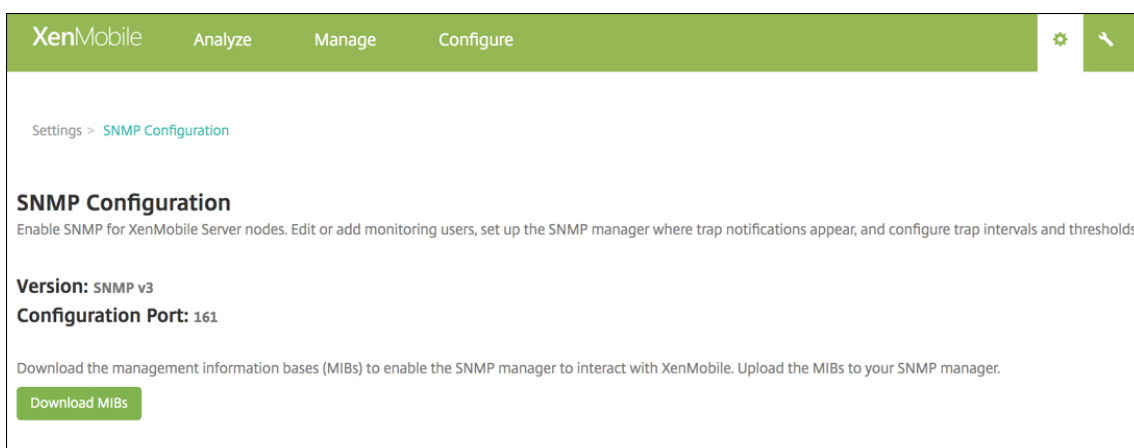 XenMobile Analyze Manage Configure
Settings > SNMP Configuration
SNMP Configuration
Enable SNMP for XenMobile Server nodes. Edit or add monitoring users, set up the SNMP manager where trap notifications appear, and configure trap intervals and thresholds
Version: SNMP v3
Configuration Port: 161
Download the management information bases (MIBs) to enable the SNMP manager to interact with XenMobile. Upload the MIBs to your SNMP manager.
Download MIBs